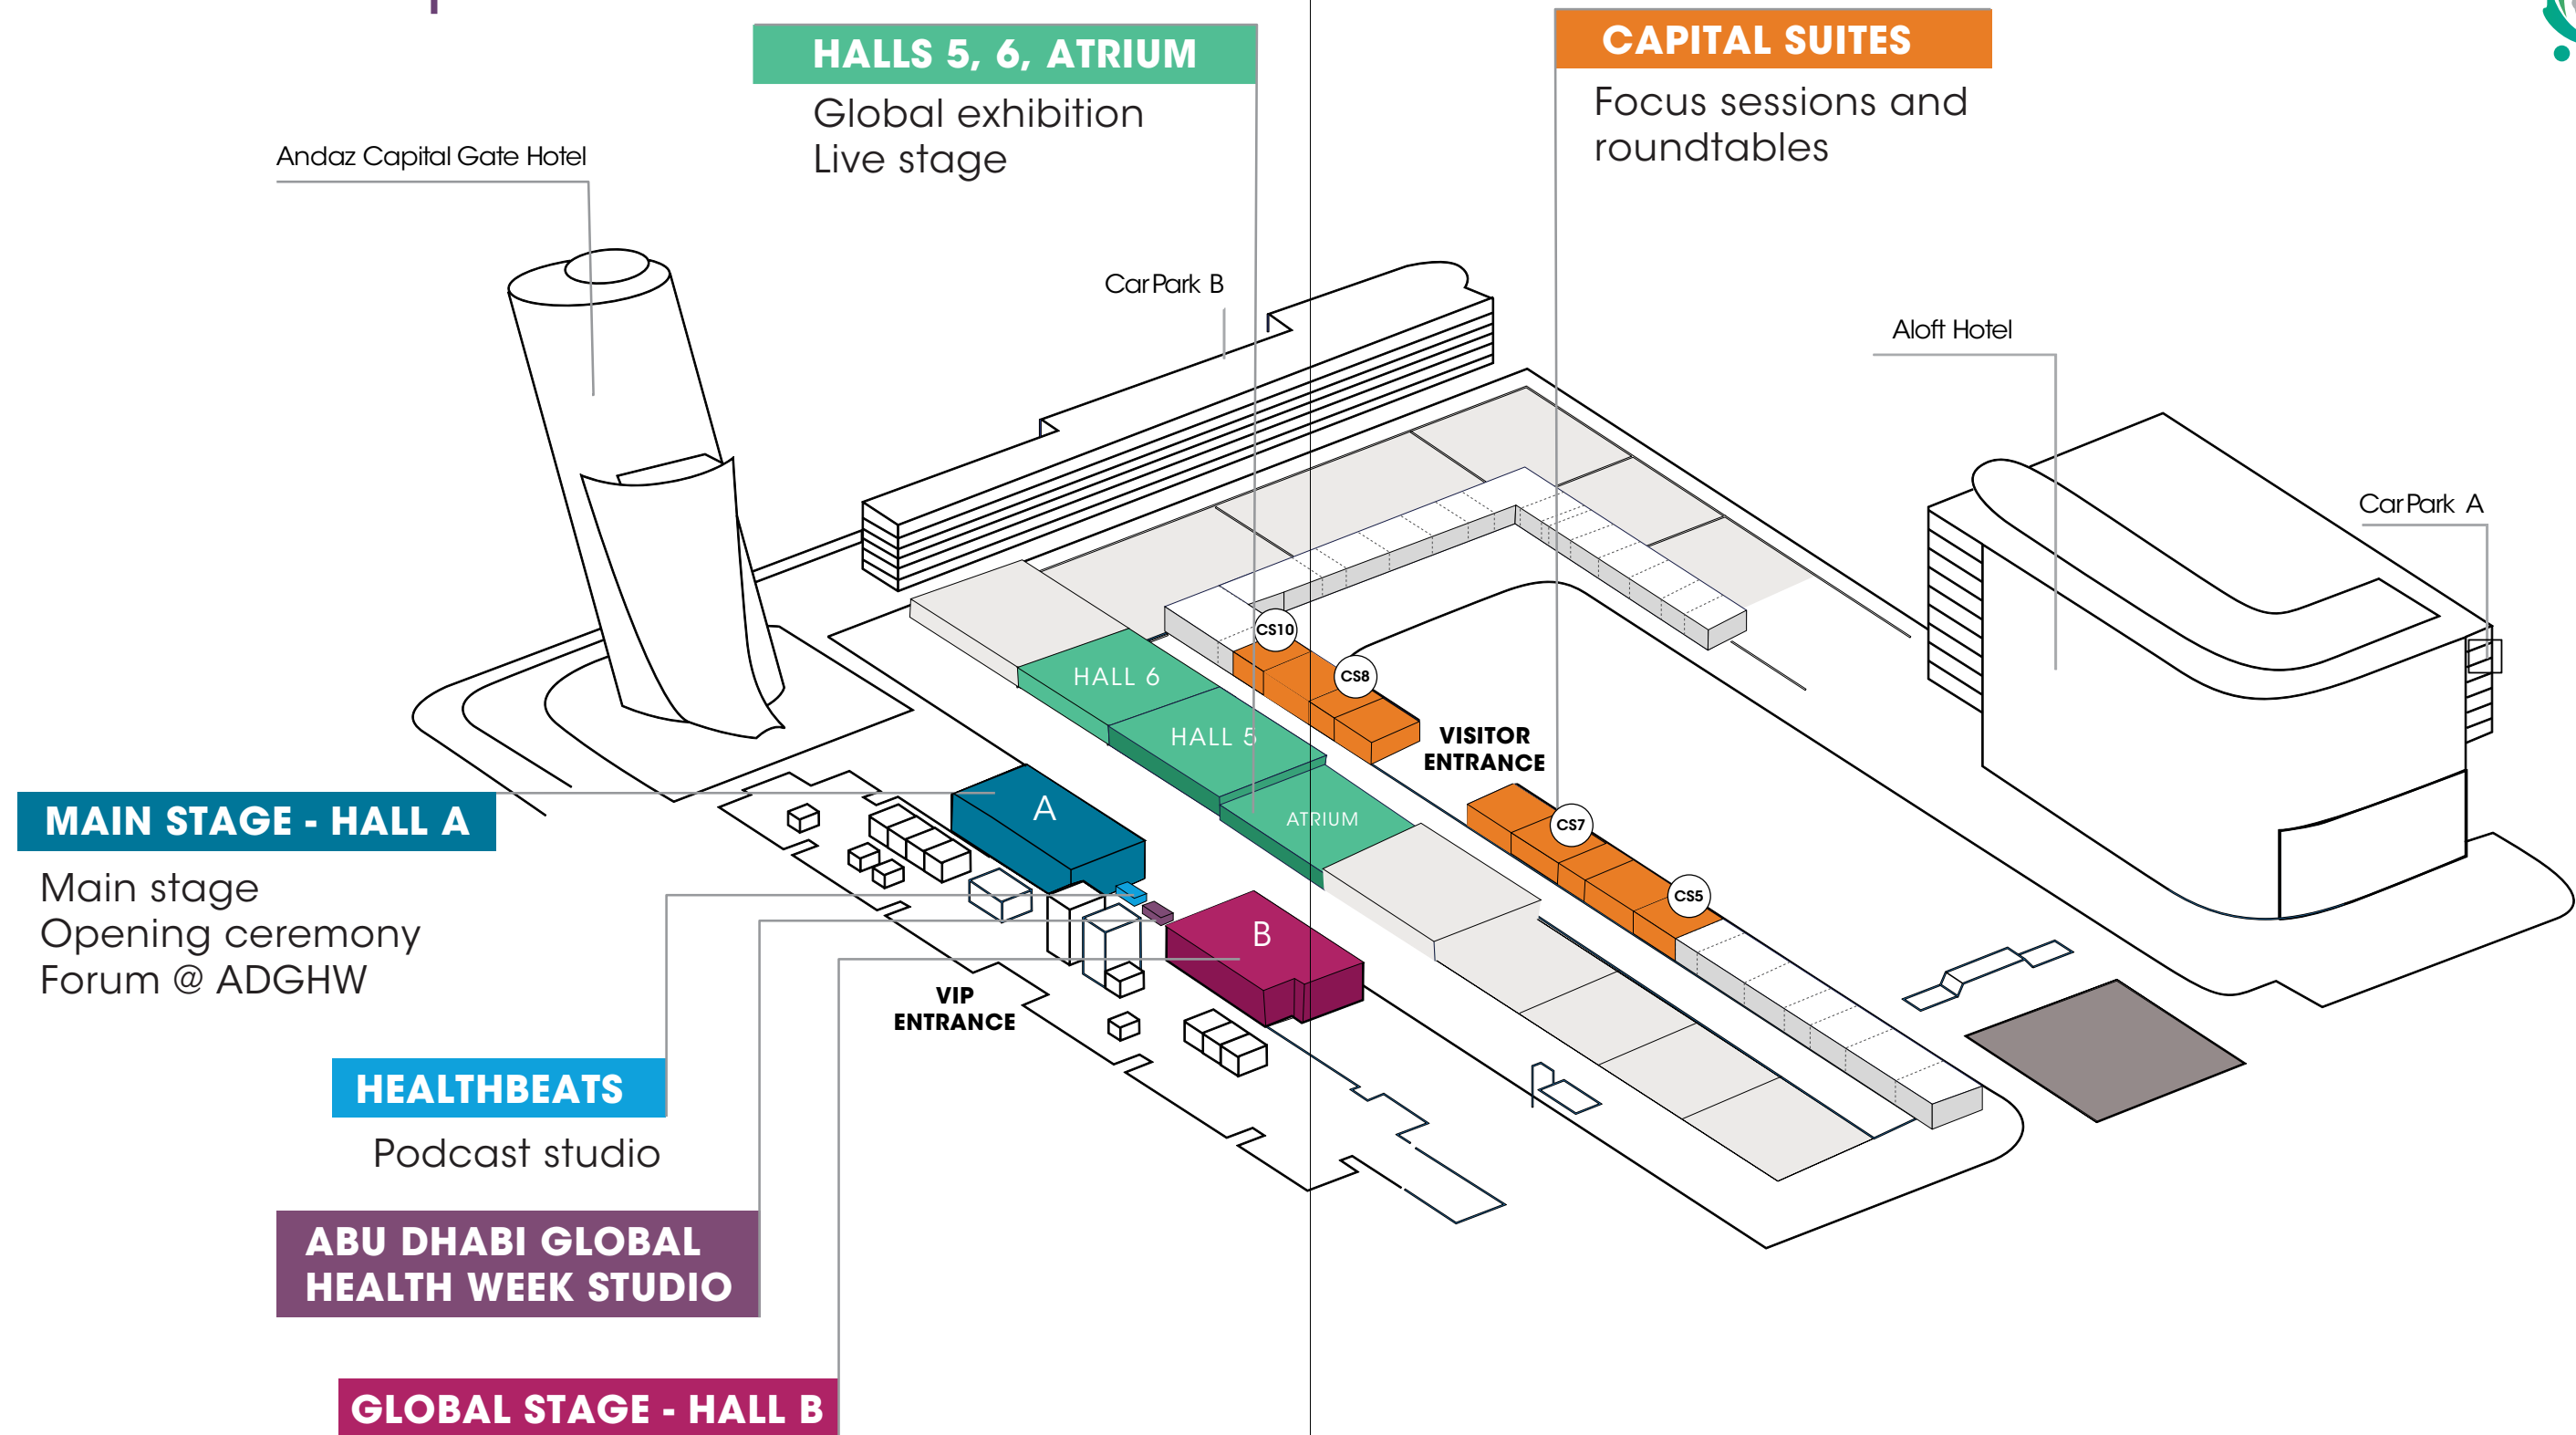 HALLS 5, 6, ATRIUM
Global exhibition
Live stage
CAPITAL SUITES
Focus sessions and
roundtables
Andaz Capital Gate Hotel
Car Park B
Aloft Hotel
Car Park A
CS10
HALL 6
CS8
HALL 5
VISITOR
ENTRANCE
MAIN STAGE - HALL A
Main stage
Opening ceremony
Forum @ ADGHW
A
ATRIUM
CS7
CS5
B
VIP
ENTRANCE
HEALTHBEATS
Podcast studio
ABU DHABI GLOBAL
HEALTH WEEK STUDIO
GLOBAL STAGE - HALL B